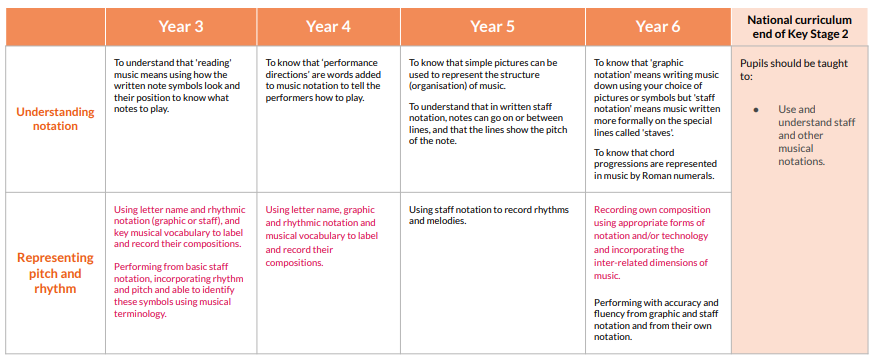 Year 3
Year 4
Year 5
Year 6
National curriculum
end of Key Stage 2
Understanding
notation
To understand that 'reading'
music means using how the
written note symbols look and
their position to know what
notes to play.
To know that 'performance
directions' are words added
to music notation to tell the
performers how to play.
To know that simple pictures can be
used to represent the structure
(organisation) of music.
To understand that in written staff
notation, notes can go on or between
lines, and that the lines show the pitch
of the note.
To know that 'graphic
notation' means writing music
down using your choice of
pictures or symbols but 'staff
notation' means music written
more formally on the special
lines called 'staves'.
To know that chord
progressions are represented
in music by Roman numerals.
Pupils should be taught
to:
● Use and
understand staff
and other
musical
notations.
Representing
pitch and
rhythm
Using letter name and rhythmic
notation (graphic or staff), and
key musical vocabulary to label
and record their compositions.
Performing from basic staff
notation, incorporating rhythm
and pitch and able to identify
these symbols using musical
terminology.
Using letter name, graphic
and rhythmic notation and
musical vocabulary to label
and record their
compositions.
Using staff notation to record rhythms
and melodies.
Recording own composition
using appropriate forms of
notation and/or technology
and incorporating the
inter-related dimensions of
music.
Performing with accuracy and
fluency from graphic and staff
notation and from their own
notation.